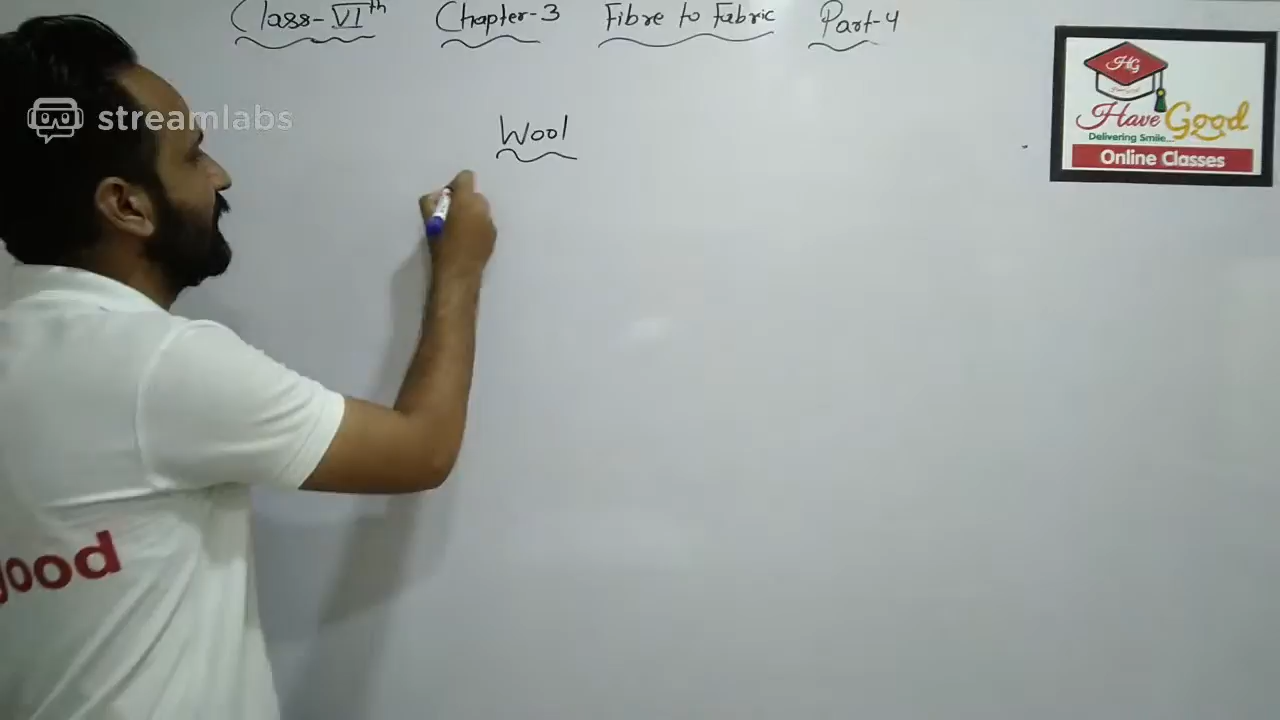 Class-VIth Chapter-3 Fibre to Fabric Part-4
streamlabs
Wool
HG
Have Good
Delivering Smile...
Online Classes
good